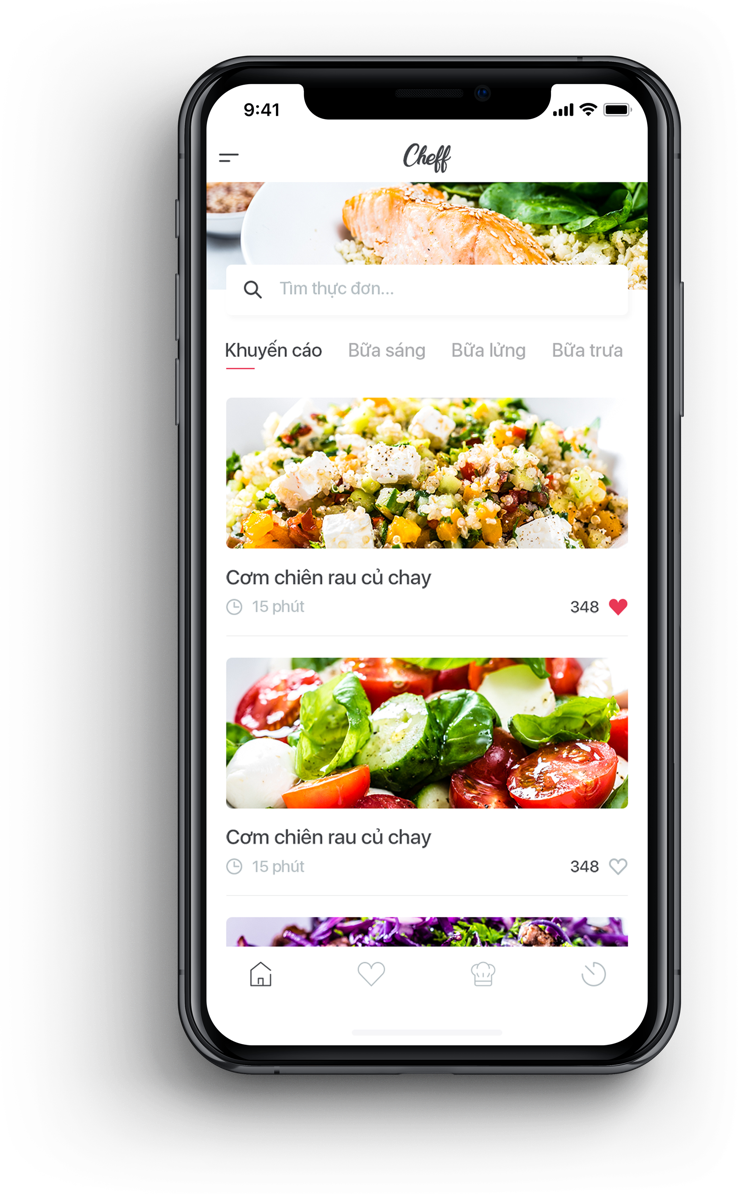 9:41
Cheff
Tìm thực đơn...
Khuyến cáo Bữa sáng Bữa lửng Bữa trưa
Cơm chiên rau củ chay
15 phút 348
Cơm chiên rau củ chay
15 phút 348